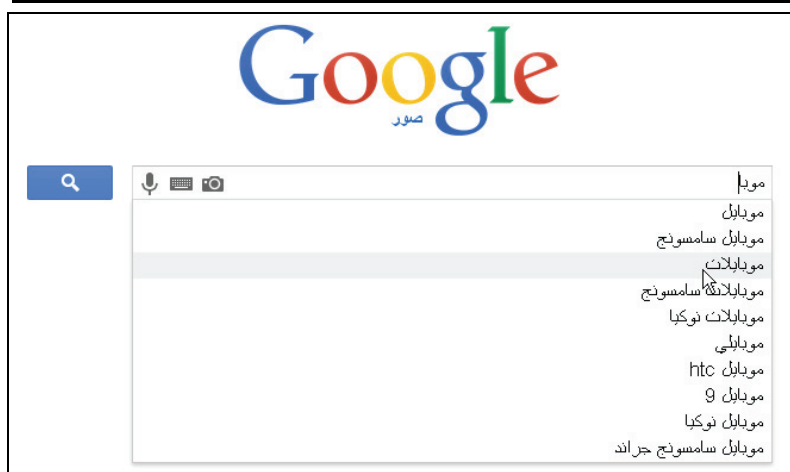 Google
صور
موبا
موبايل
موبايل سامسونج
موبايلات
موبايلات سامسونج
موبايلات نوكيا
موبايلي
موبايل htc
موبايل 9
موبايل نوكيا
موبايل سامسونج جراند